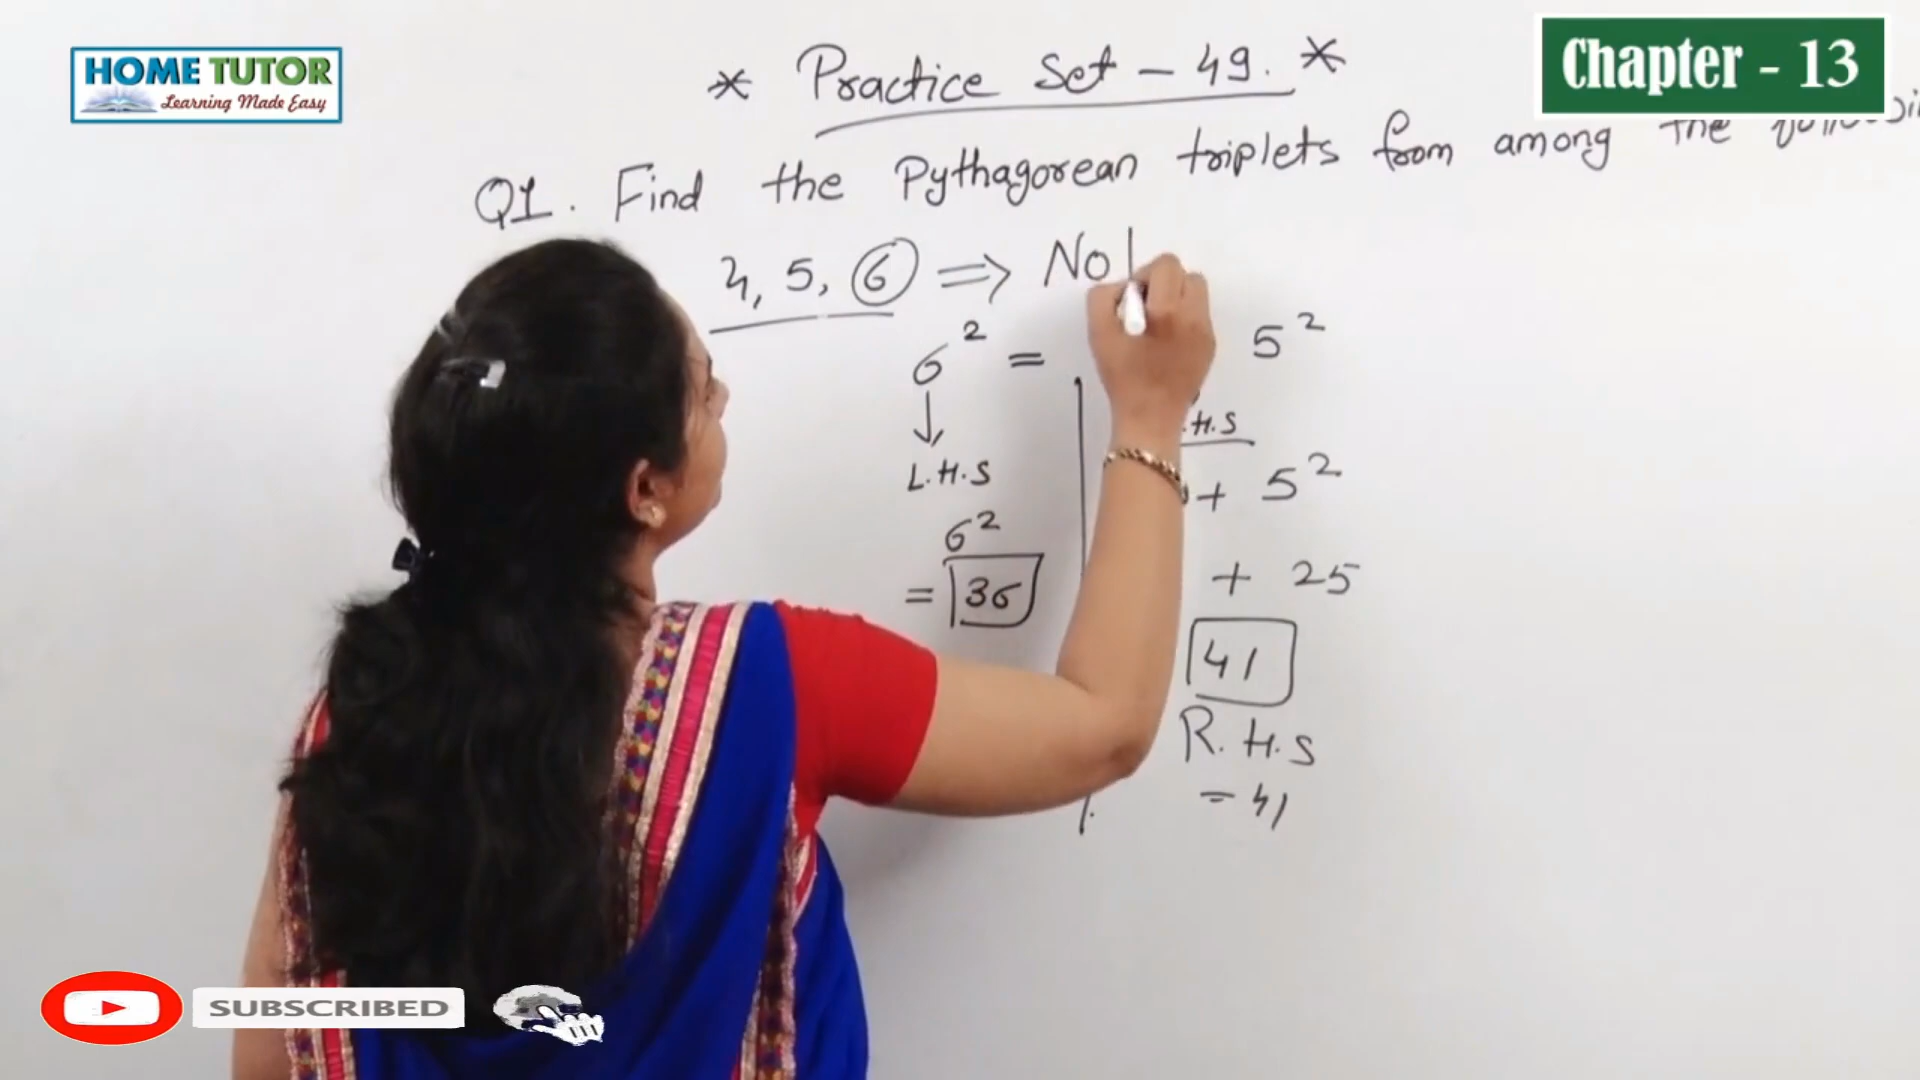 HOME TUTOR
Learning Made Easy
Chapter - 13
* Practice Set - 49. *
Q1. Find the Pythagorean triplets from among the
4, 5, 6 ⇒ No
6² = 5²
↓
L.H.S .H.S
6² + 5²
= 36 + 25
41
R.H.S
= 41
SUBSCRIBED